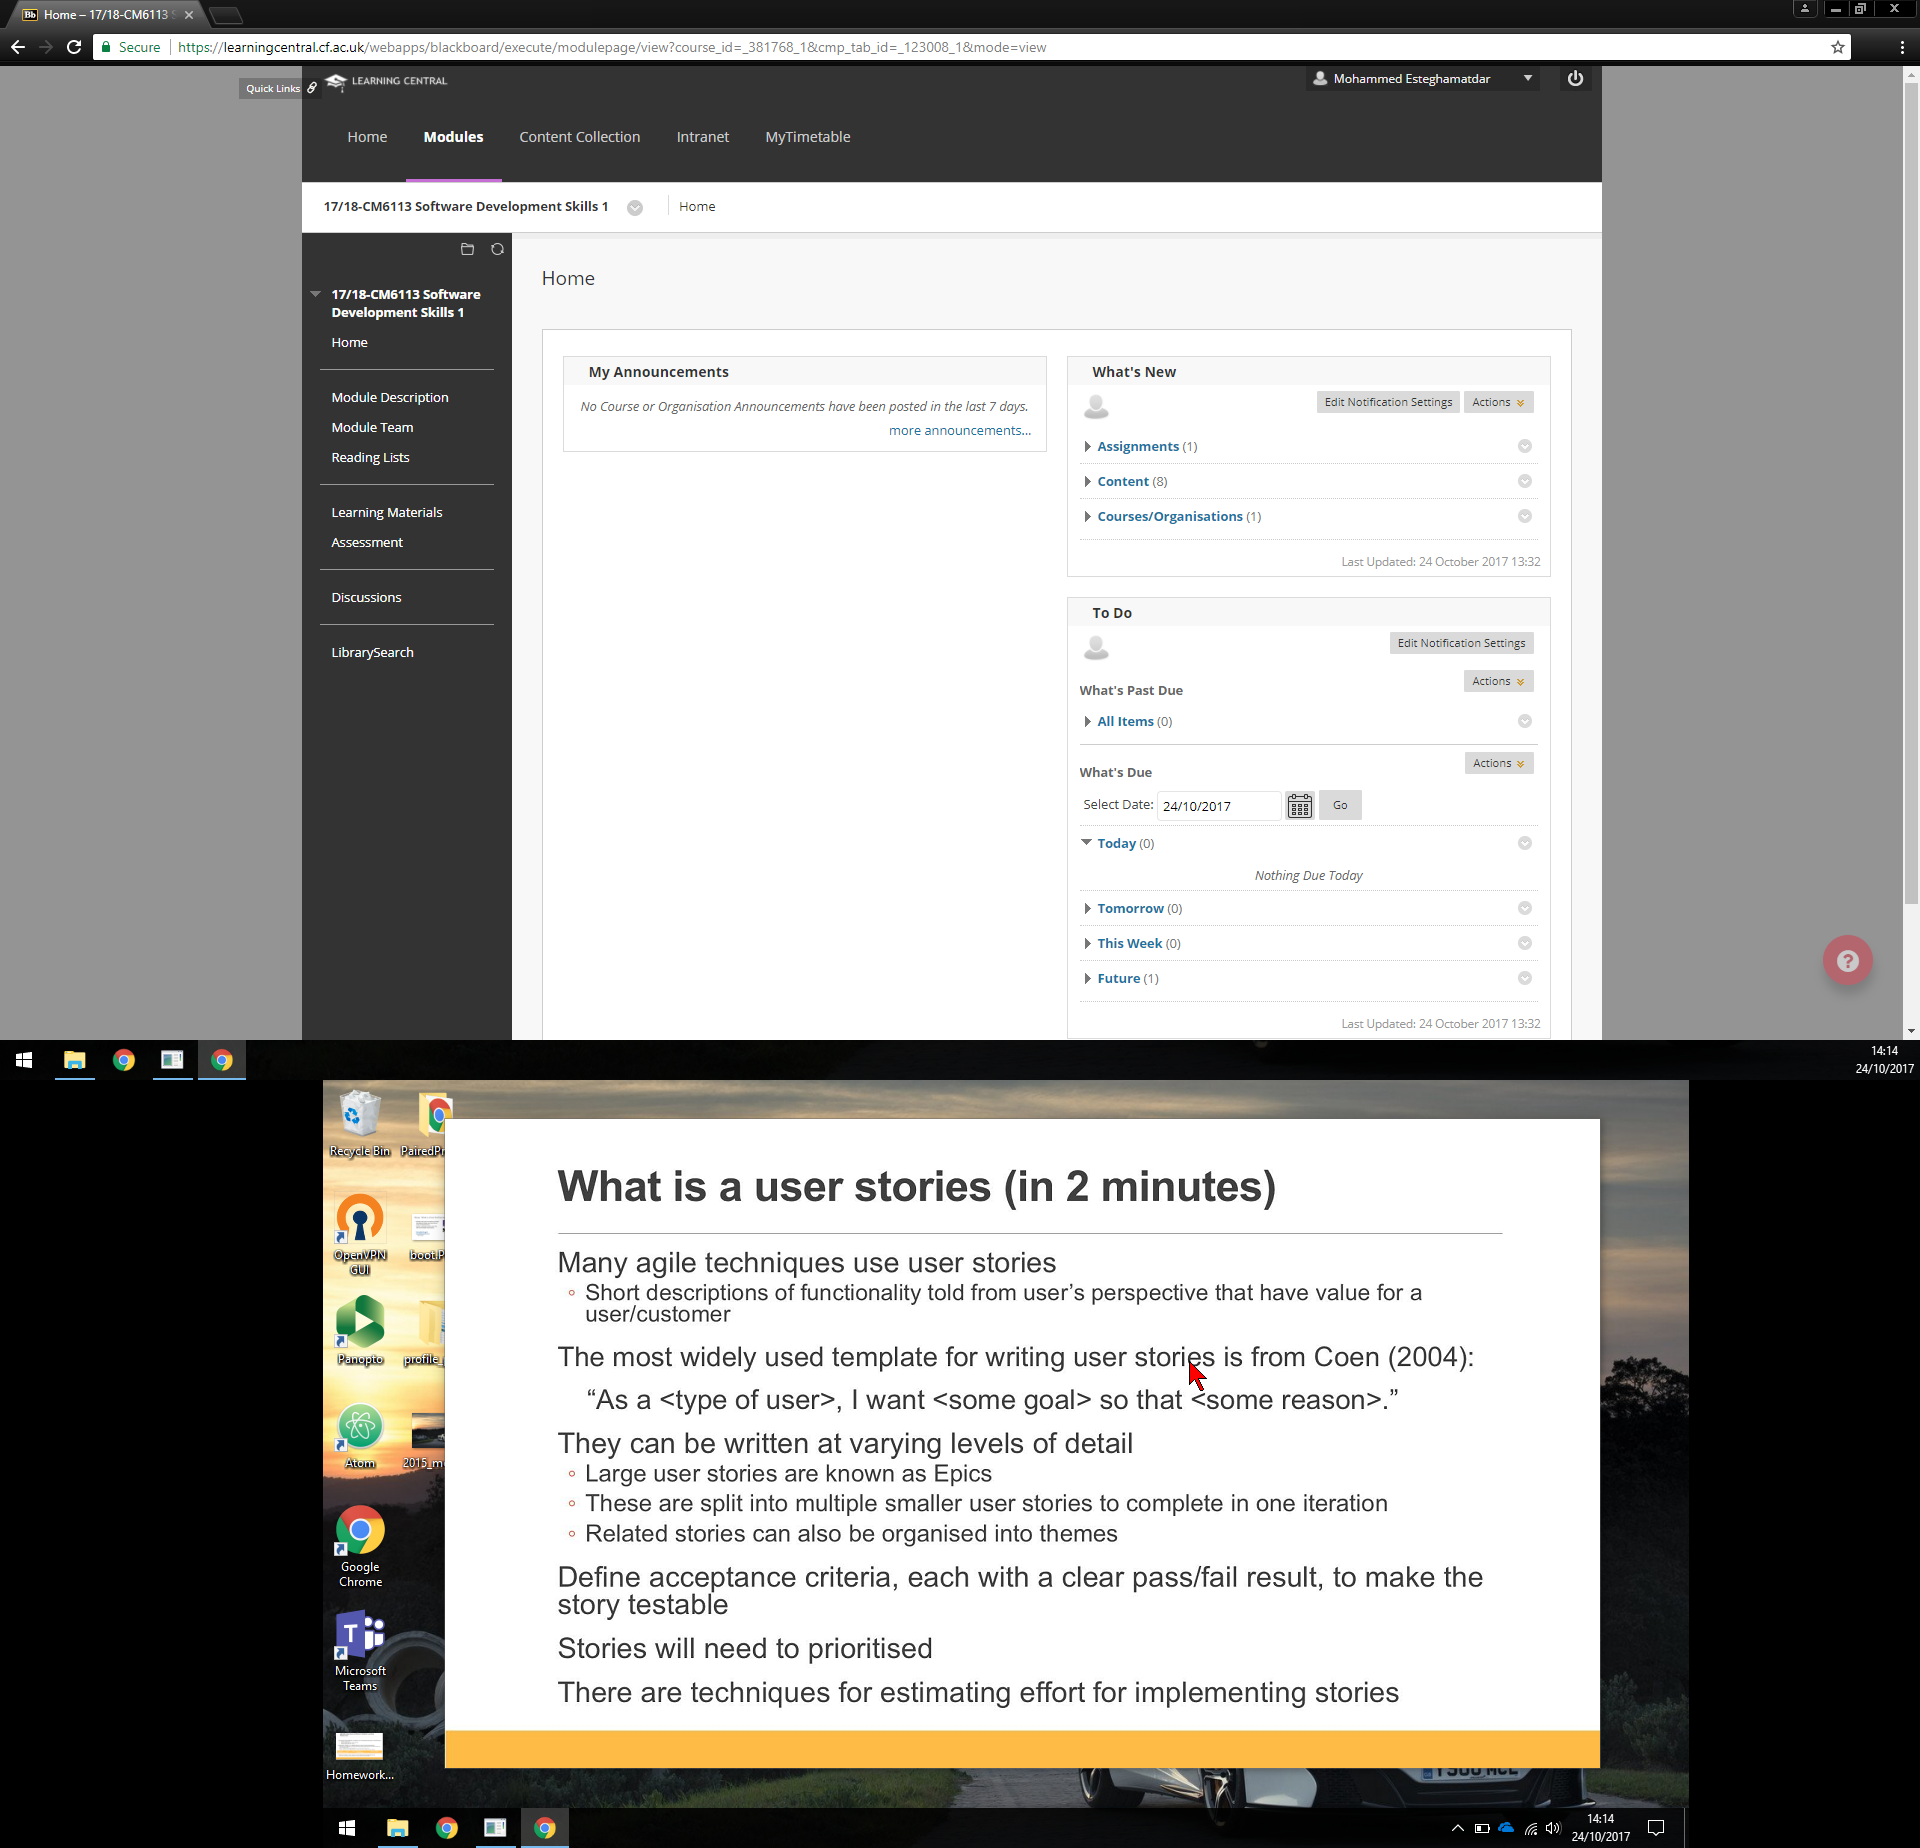 Bb Home – 17/18-CM6113 S
Secure https://learningcentral.cf.ac.uk/webapps/blackboard/execute/modulepage/view?course_id=_381768_1&cmp_tab_id=_123008_1&mode=view
Quick Links
LEARNING CENTRAL
Mohammed Esteghamatdar
Home Modules Content Collection Intranet MyTimetable
17/18-CM6113 Software Development Skills 1 Home
17/18-CM6113 Software
Development Skills 1
Home
Module Description
Module Team
Reading Lists
Learning Materials
Assessment
Discussions
LibrarySearch
Home
My Announcements
No Course or Organisation Announcements have been posted in the last 7 days.
more announcements...
What's New
Edit Notification Settings Actions
Assignments (1)
Content (8)
Courses/Organisations (1)
Last Updated: 24 October 2017 13:32
To Do
Edit Notification Settings
Actions
What's Past Due
All Items (0)
Actions
What's Due
Select Date: 24/10/2017 Go
Today (0)
Nothing Due Today
Tomorrow (0)
This Week (0)
Future (1)
Last Updated: 24 October 2017 13:32
?
14:14
24/10/2017
Recycle Bin PairedPr
OpenVPN
GUI
boot.P
Panopto profile_
Atom 2015_m
Google
Chrome
Microsoft
Teams
Homework...
What is a user stories (in 2 minutes)
Many agile techniques use user stories
◦ Short descriptions of functionality told from user’s perspective that have value for a
user/customer
The most widely used template for writing user stories is from Coen (2004):
“As a <type of user>, I want <some goal> so that <some reason>.”
They can be written at varying levels of detail
◦ Large user stories are known as Epics
◦ These are split into multiple smaller user stories to complete in one iteration
◦ Related stories can also be organised into themes
Define acceptance criteria, each with a clear pass/fail result, to make the
story testable
Stories will need to prioritised
There are techniques for estimating effort for implementing stories
14:14
24/10/2017